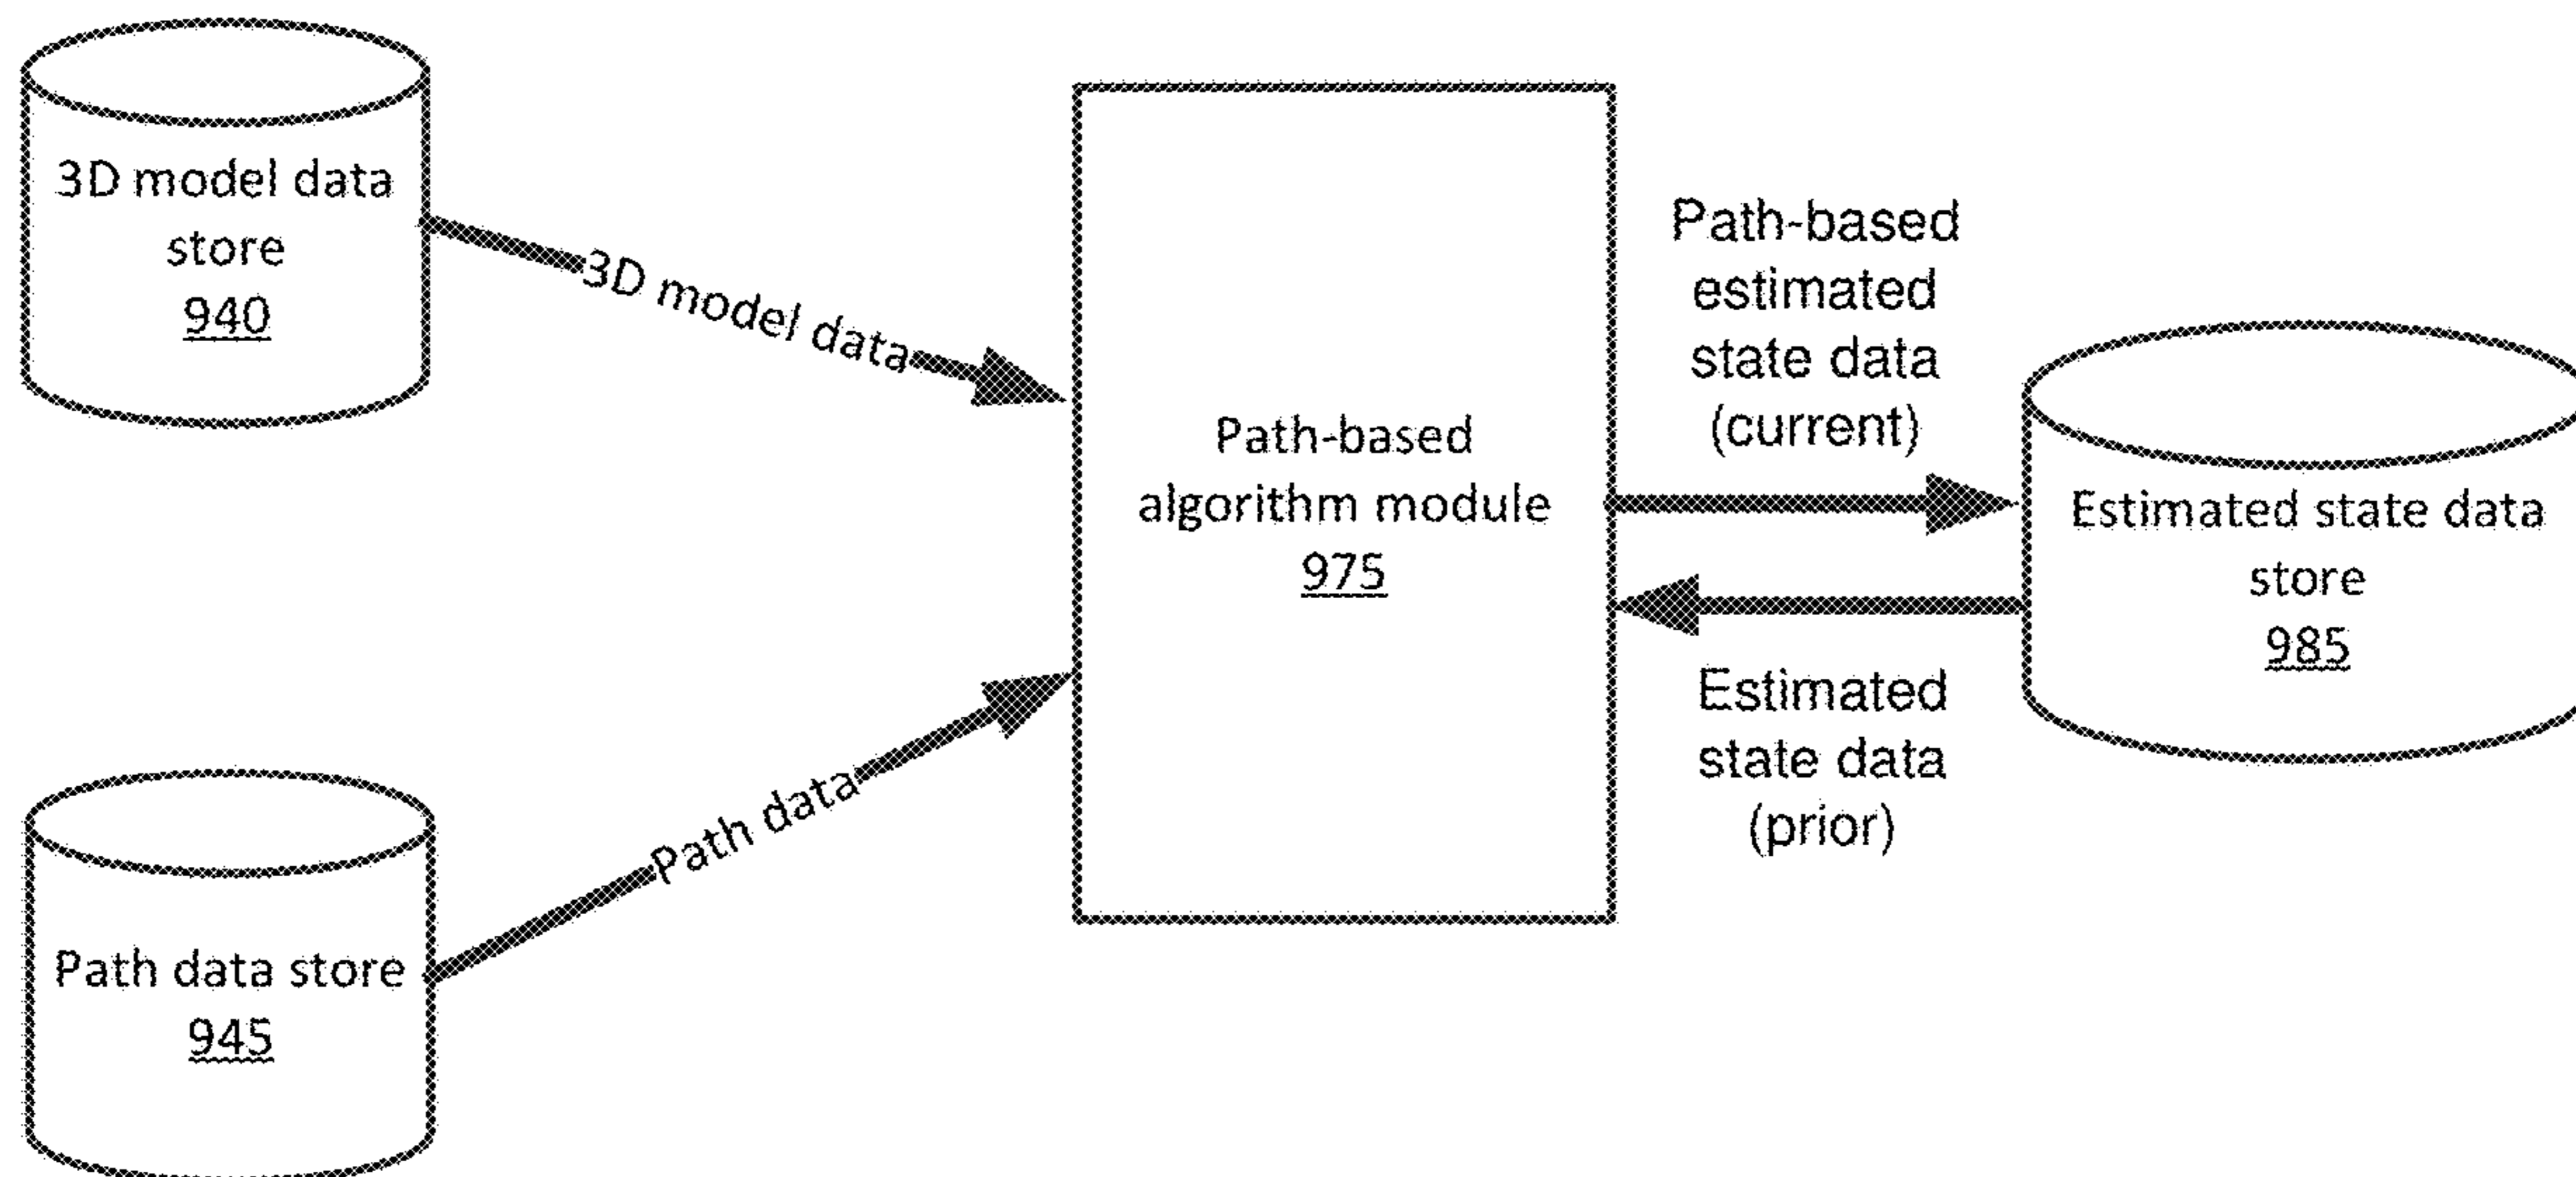 3D model data
store
940
3D model data
Path data store
945
Path data
Path-based
algorithm module
975
Path-based
estimated
state data
(current)
Estimated
state data
(prior)
Estimated state data
store
985